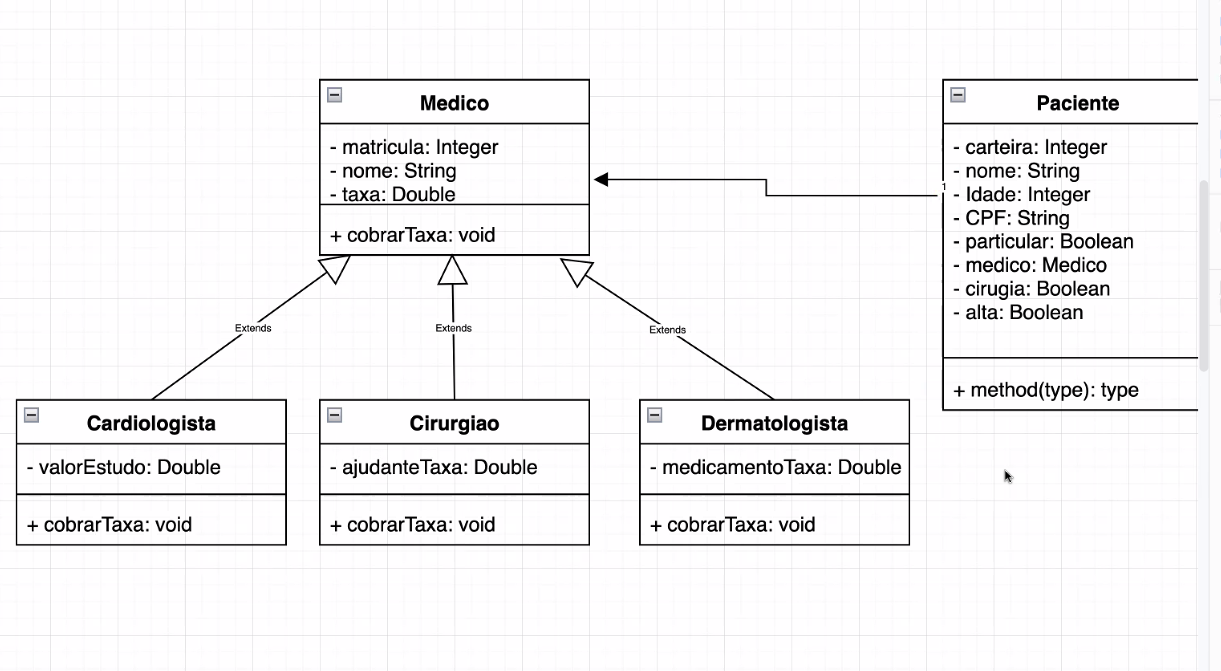 Medico
- matricula: Integer
- nome: String
- taxa: Double
+ cobrarTaxa: void
Paciente
- carteira: Integer
- nome: String
- Idade: Integer
- CPF: String
- particular: Boolean
- medico: Medico
- cirugia: Boolean
- alta: Boolean
+ method(type): type
1
Extends
Extends
Extends
Cardiologista
- valorEstudo: Double
+ cobrarTaxa: void
Cirurgiao
- ajudanteTaxa: Double
+ cobrarTaxa: void
Dermatologista
- medicamentoTaxa: Double
+ cobrarTaxa: void